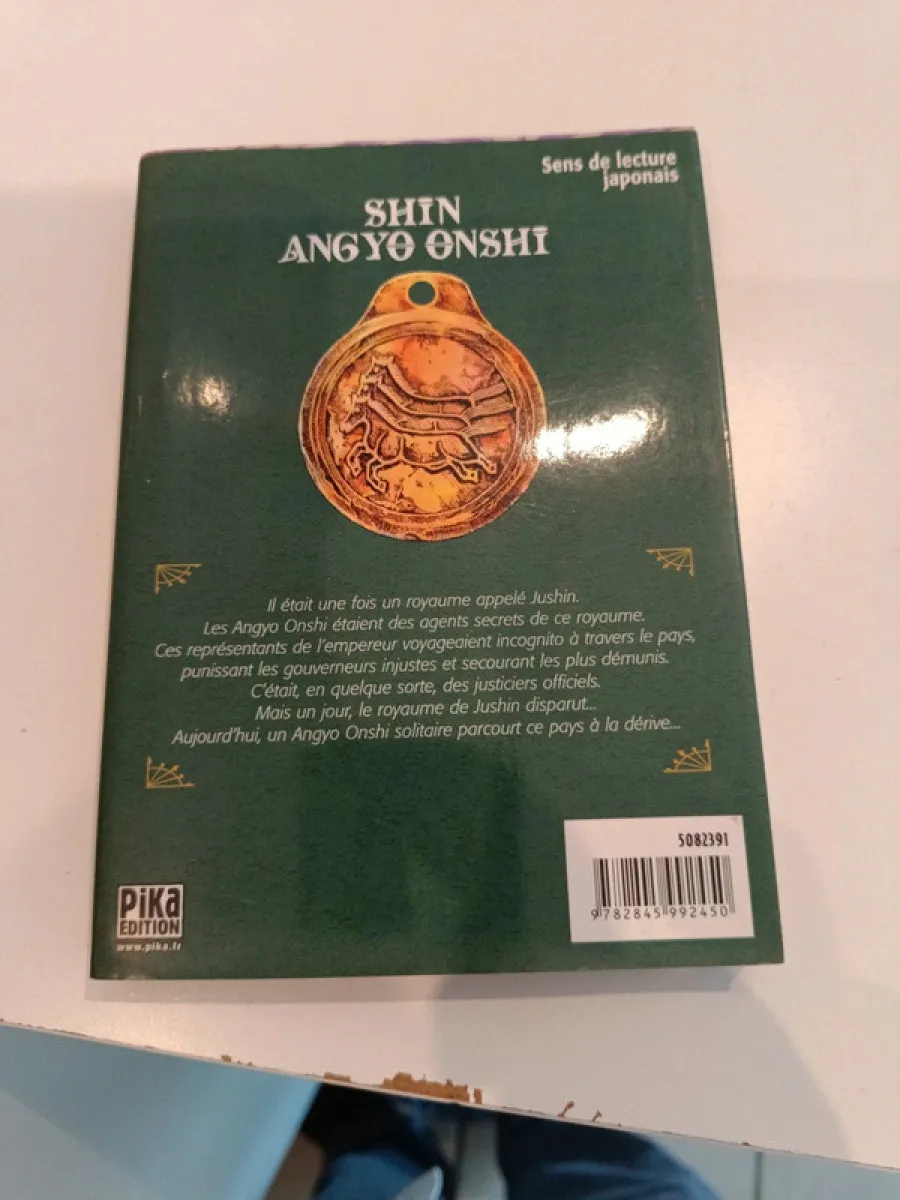 Sens de lecture
japonais
SHIN
ANGYO ONSHI
Il était une fois un royaume appelé Jushin.
Les Angyo Onshi étaient des agents secrets de ce royaume.
Ces représentants de l'empereur voyageaient incognito à travers le pays,
punissant les gouverneurs injustes et secourant les plus démunis.
C'était, en quelque sorte, des justiciers officiels.
Mais un jour, le royaume de Jushin disparut...
Aujourd'hui, un Angyo Onshi solitaire parcourt ce pays à la dérive...
5082391
9 782845 992450
PiKa
EDITION
www.pika.fr